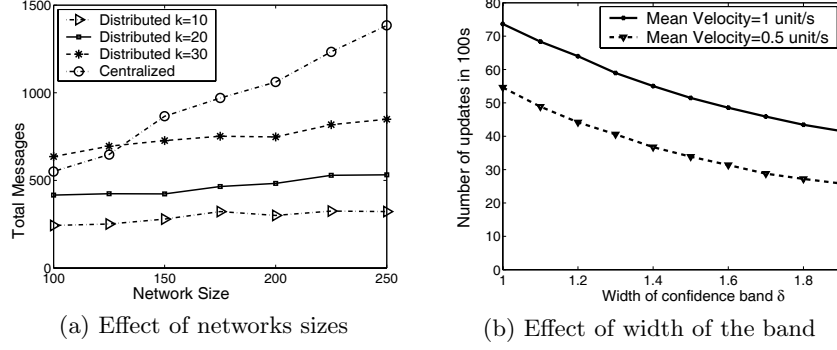 1500
1000
500
0
100
150
200
250
Total Messages
Network Size
Distributed k=10
Distributed k=20
Distributed k=30
Centralized
(a) Effect of networks sizes
80
70
60
50
40
30
20
10
0
1
1.2
1.4
1.6
1.8
Number of updates in 100s
Width of confidence band δ
Mean Velocity=1 unit/s
Mean Velocity=0.5 unit/s
(b) Effect of width of the band